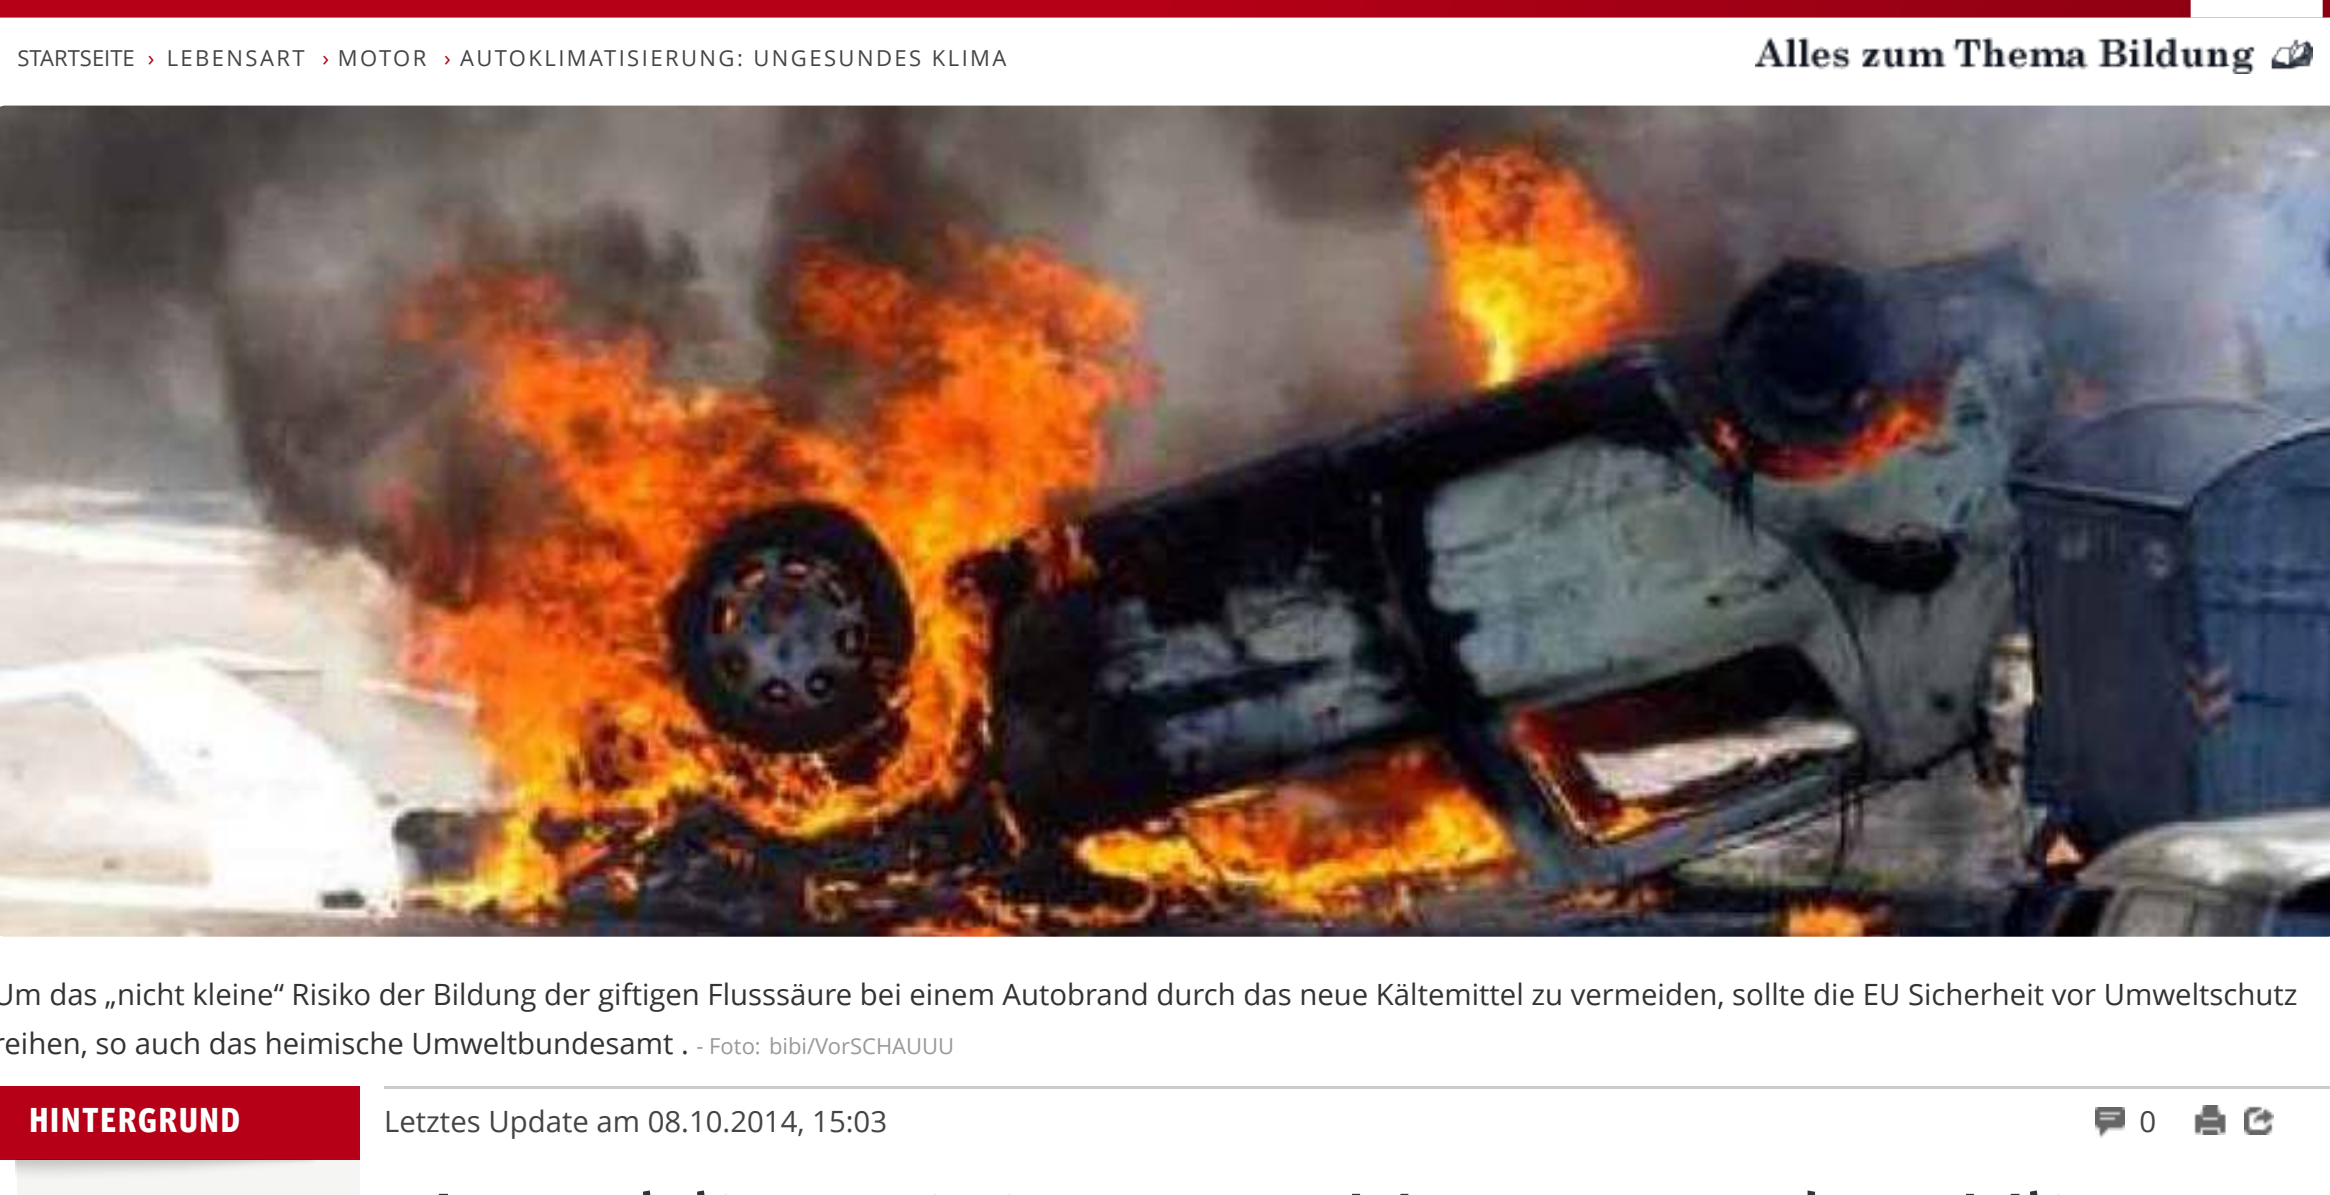 STARTSEITE › LEBENSART › MOTOR › AUTOKLIMATISIERUNG: UNGESUNDES KLIMA
Alles zum Thema Bildung
Um das „nicht kleine“ Risiko der Bildung der giftigen Flusssäure bei einem Autobrand durch das neue Kältemittel zu vermeiden, sollte die EU Sicherheit vor Umweltschutz
reihen, so auch das heimische Umweltbundesamt . - Foto: bibi/VorSCHAUUU
HINTERGRUND
Letztes Update am 08.10.2014, 15:03
0